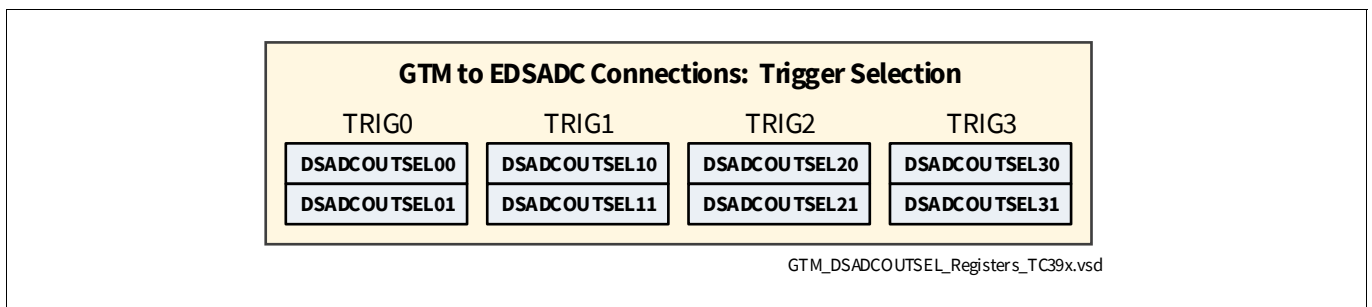 GTM to EDSADC Connections: Trigger Selection
TRIG0 TRIG1 TRIG2 TRIG3
DSADCOUTSEL00 DSADCOUTSEL10 DSADCOUTSEL20 DSADCOUTSEL30
DSADCOUTSEL01 DSADCOUTSEL11 DSADCOUTSEL21 DSADCOUTSEL31
GTM_DSADCOUTSEL_Registers_TC39x.vsd